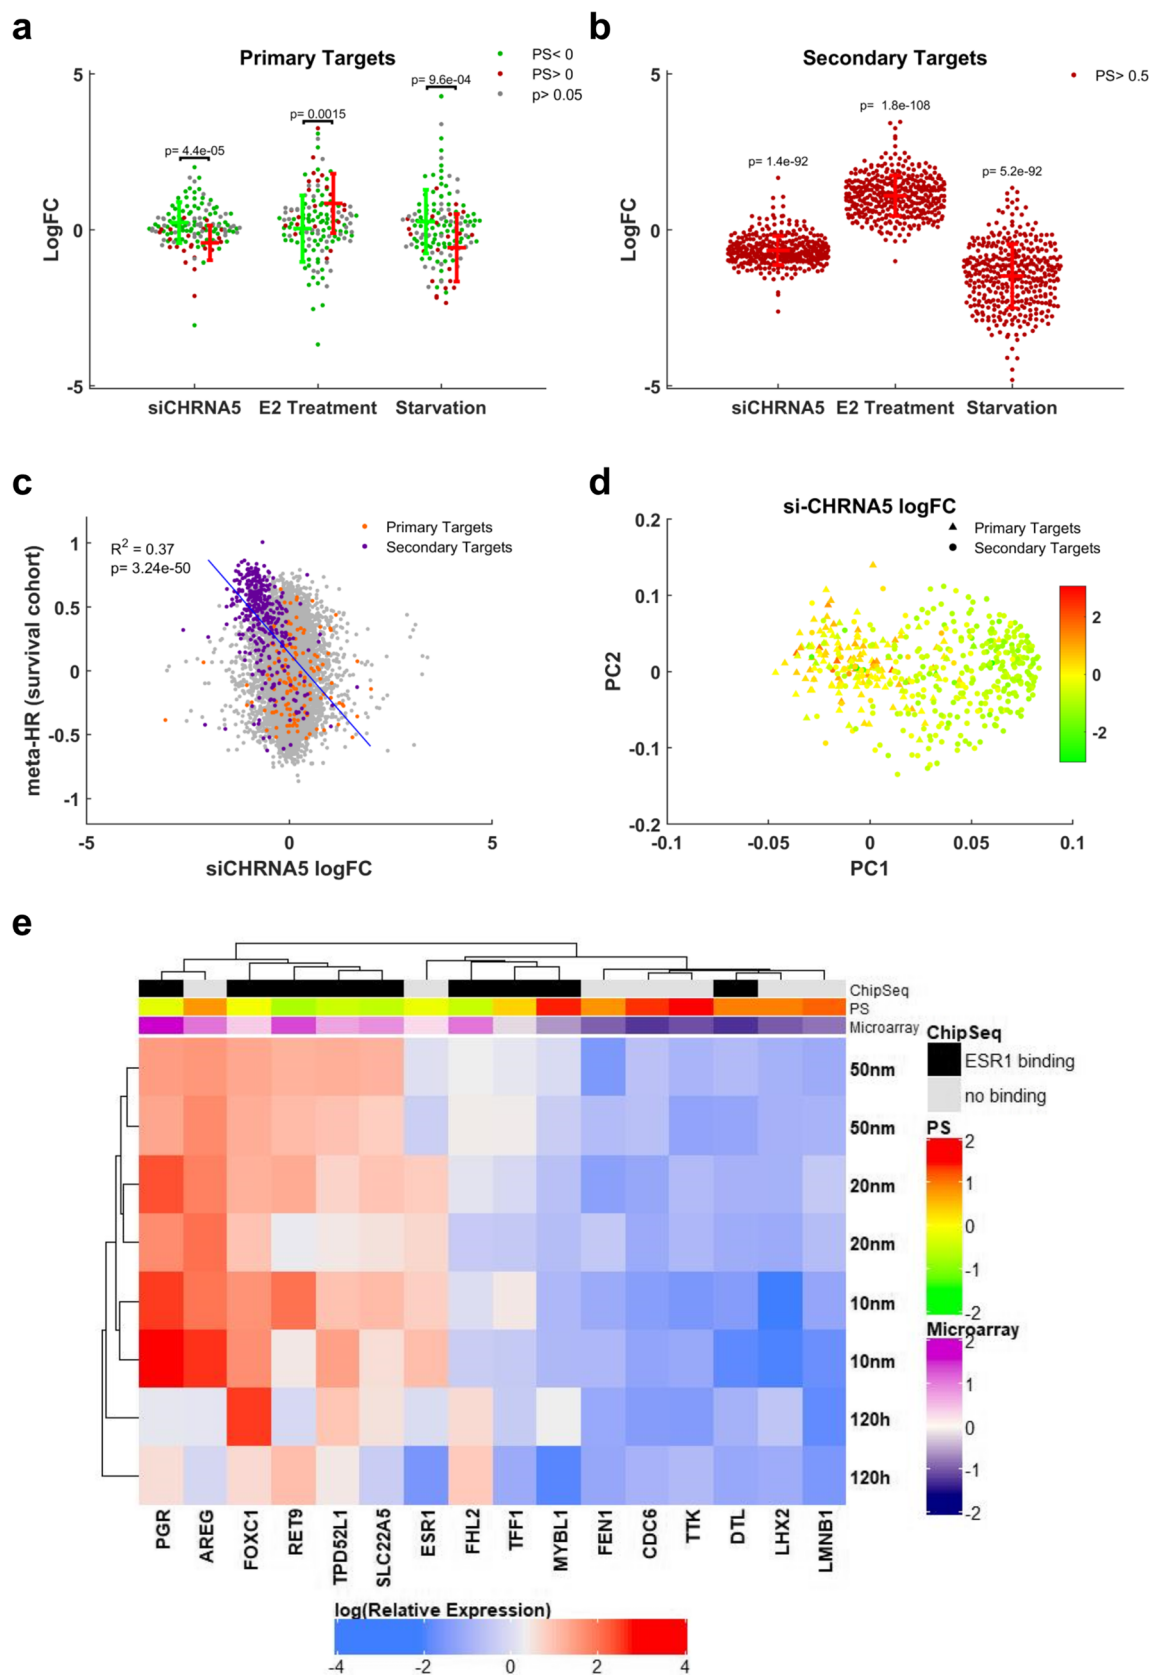 a
Primary Targets
PS< 0
PS> 0
p> 0.05
p= 4.4e-05
p= 0.0015
p= 9.6e-04
LogFC
5
0
-5
siCHRNA5
E2 Treatment
Starvation
b
Secondary Targets
PS> 0.5
p= 1.4e-92
p= 1.8e-108
p= 5.2e-92
LogFC
5
0
-5
siCHRNA5
E2 Treatment
Starvation
c
R2 = 0.37
p= 3.24e-50
Primary Targets
Secondary Targets
meta-HR (survival cohort)
1
0.5
0
-0.5
-1
-5
0
5
siCHRNA5 logFC
d
si-CHRNA5 logFC
Primary Targets
Secondary Targets
PC2
0.2
0.1
0
-0.1
-0.2
-0.1
-0.05
0
0.05
0.1
PC1
2
0
-2
e
ChipSeq
PS
Microarray
50nm
50nm
20nm
20nm
10nm
10nm
120h
120h
PGR
AREG
FOXC1
RET9
TPD52L1
SLC22A5
ESR1
FHL2
TFF1
MYBL1
FEN1
CDC6
TTK
DTL
LHX2
LMNB1
ChipSeq
ESR1 binding
no binding
PS
2
1
0
-1
-2
Microarray
2
1
0
-1
-2
log(Relative Expression)
-4
-2
0
2
4